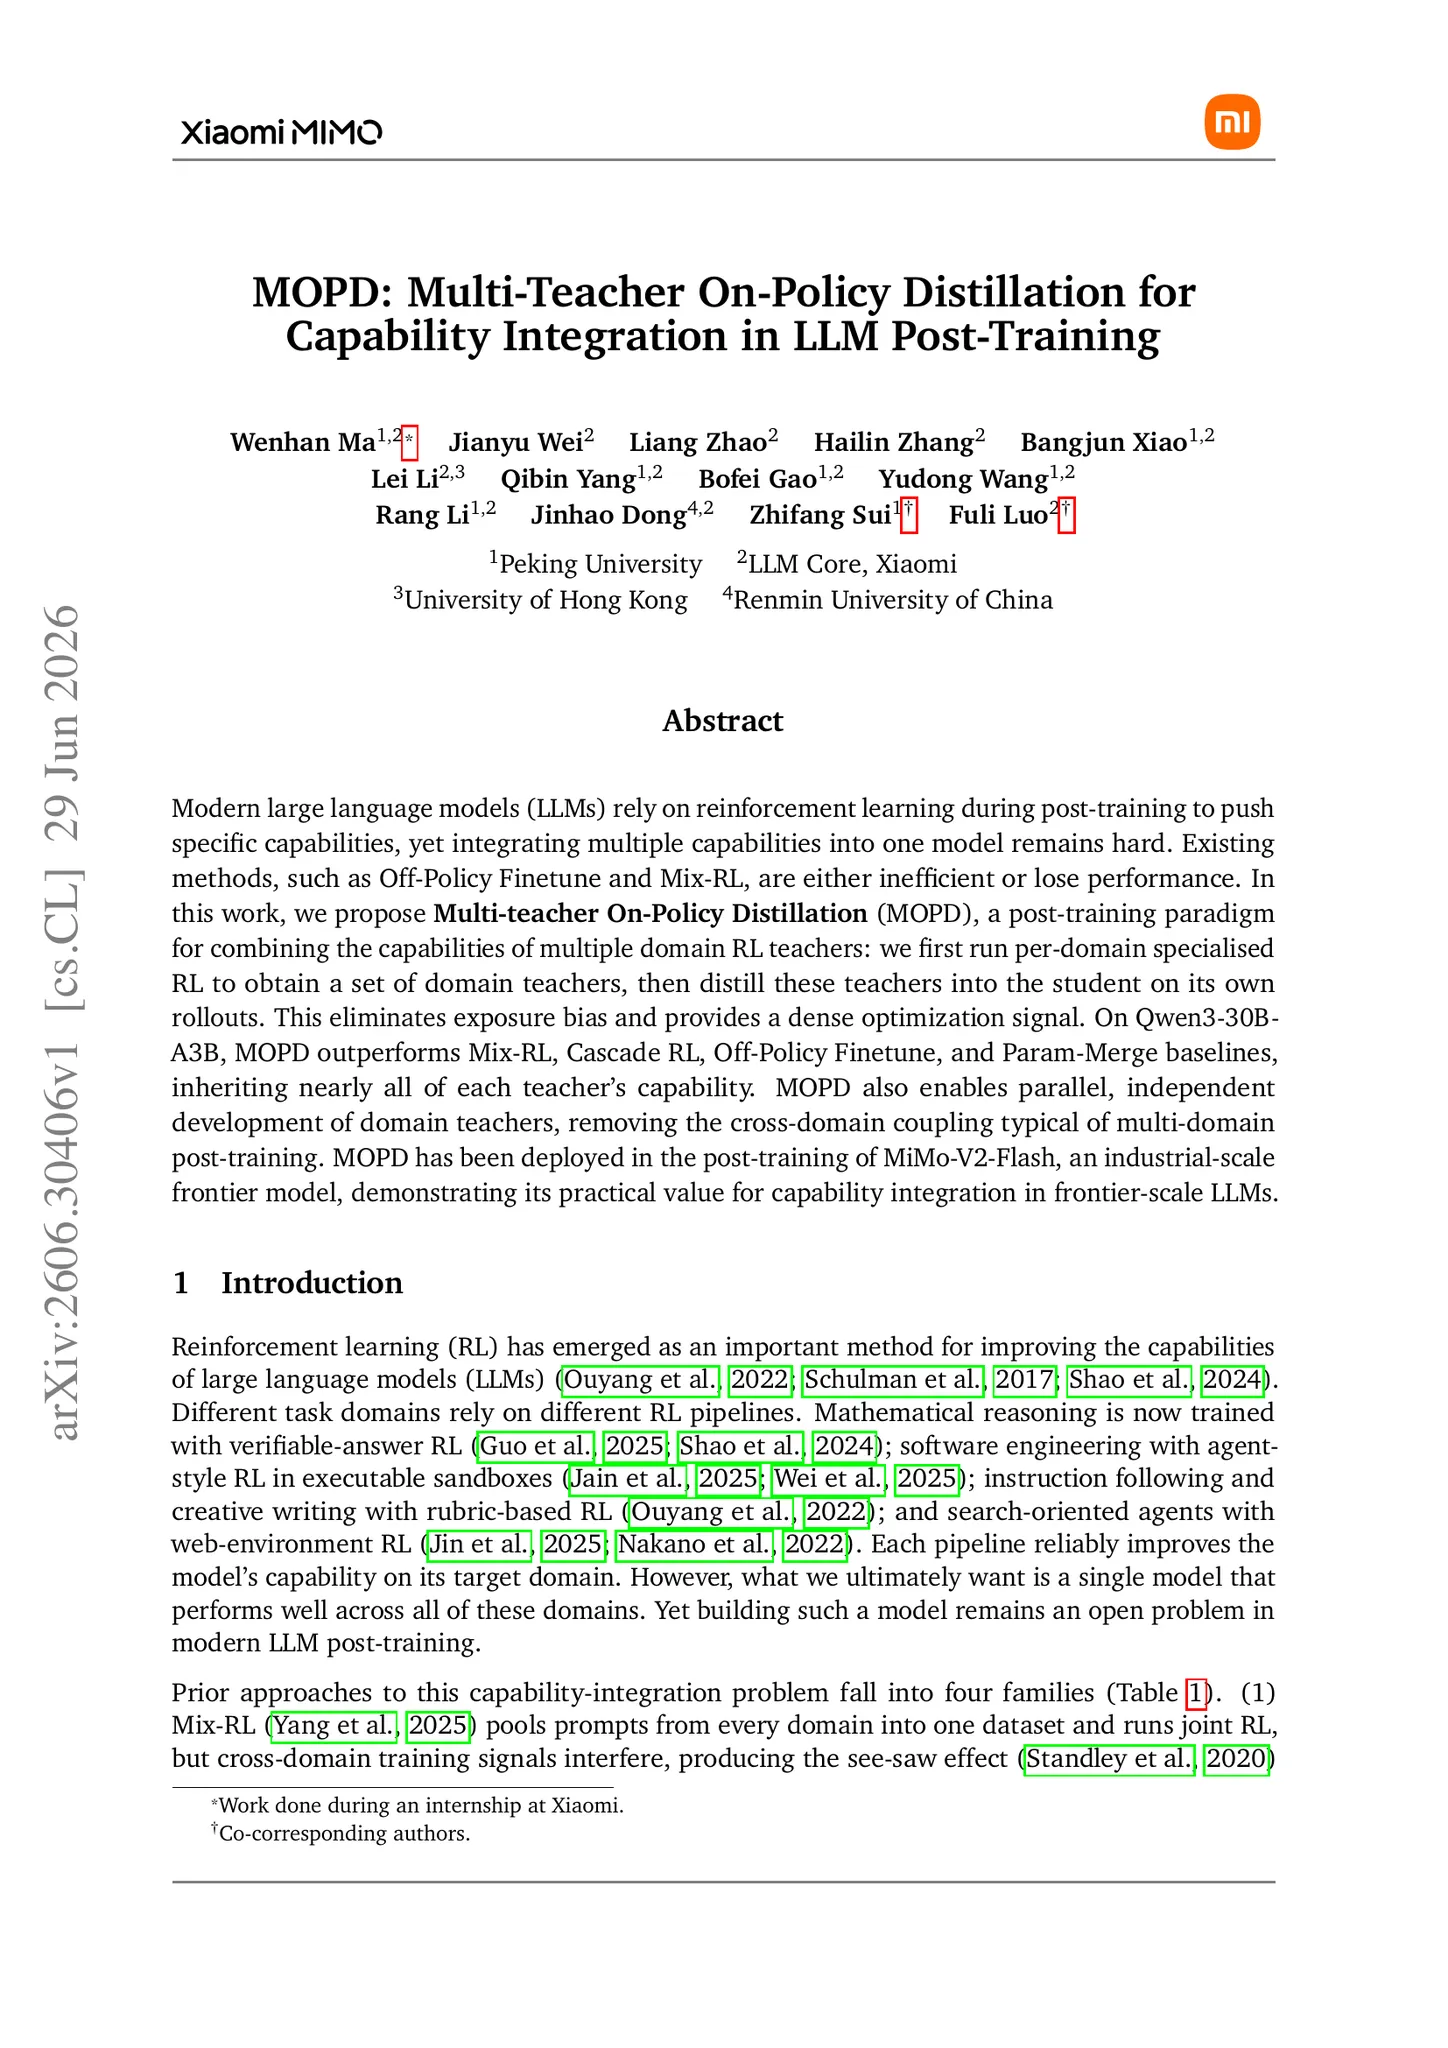 Xiaomi MIMO
MI
MOPD: Multi-Teacher On-Policy Distillation for
Capability Integration in LLM Post-Training
Wenhan Ma1,2* Jianyu Wei2 Liang Zhao2 Hailin Zhang2 Bangjun Xiao1,2
Lei Li2,3 Qibin Yang1,2 Bofei Gao1,2 Yudong Wang1,2
Rang Li1,2 Jinhao Dong4,2 Zhifang Sui1† Fuli Luo2†
1Peking University 2LLM Core, Xiaomi
3University of Hong Kong 4Renmin University of China
arXiv:2606.30406v1 [cs.CL] 29 Jun 2026
Abstract
Modern large language models (LLMs) rely on reinforcement learning during post-training to push
specific capabilities, yet integrating multiple capabilities into one model remains hard. Existing
methods, such as Off-Policy Finetune and Mix-RL, are either inefficient or lose performance. In
this work, we propose Multi-teacher On-Policy Distillation (MOPD), a post-training paradigm
for combining the capabilities of multiple domain RL teachers: we first run per-domain specialised
RL to obtain a set of domain teachers, then distill these teachers into the student on its own
rollouts. This eliminates exposure bias and provides a dense optimization signal. On Qwen3-30B-
A3B, MOPD outperforms Mix-RL, Cascade RL, Off-Policy Finetune, and Param-Merge baselines,
inheriting nearly all of each teacher's capability. MOPD also enables parallel, independent
development of domain teachers, removing the cross-domain coupling typical of multi-domain
post-training. MOPD has been deployed in the post-training of MiMo-V2-Flash, an industrial-scale
frontier model, demonstrating its practical value for capability integration in frontier-scale LLMs.
1 Introduction
Reinforcement learning (RL) has emerged as an important method for improving the capabilities
of large language models (LLMs) (Ouyang et al., 2022; Schulman et al., 2017; Shao et al., 2024).
Different task domains rely on different RL pipelines. Mathematical reasoning is now trained
with verifiable-answer RL (Guo et al., 2025; Shao et al., 2024); software engineering with agent-
style RL in executable sandboxes (Jain et al., 2025; Wei et al., 2025); instruction following and
creative writing with rubric-based RL (Ouyang et al., 2022); and search-oriented agents with
web-environment RL (Jin et al., 2025; Nakano et al., 2022). Each pipeline reliably improves the
model's capability on its target domain. However, what we ultimately want is a single model that
performs well across all of these domains. Yet building such a model remains an open problem in
modern LLM post-training.
Prior approaches to this capability-integration problem fall into four families (Table 1). (1)
Mix-RL (Yang et al., 2025) pools prompts from every domain into one dataset and runs joint RL,
but cross-domain training signals interfere, producing the see-saw effect (Standley et al., 2020)
*Work done during an internship at Xiaomi.
†Co-corresponding authors.